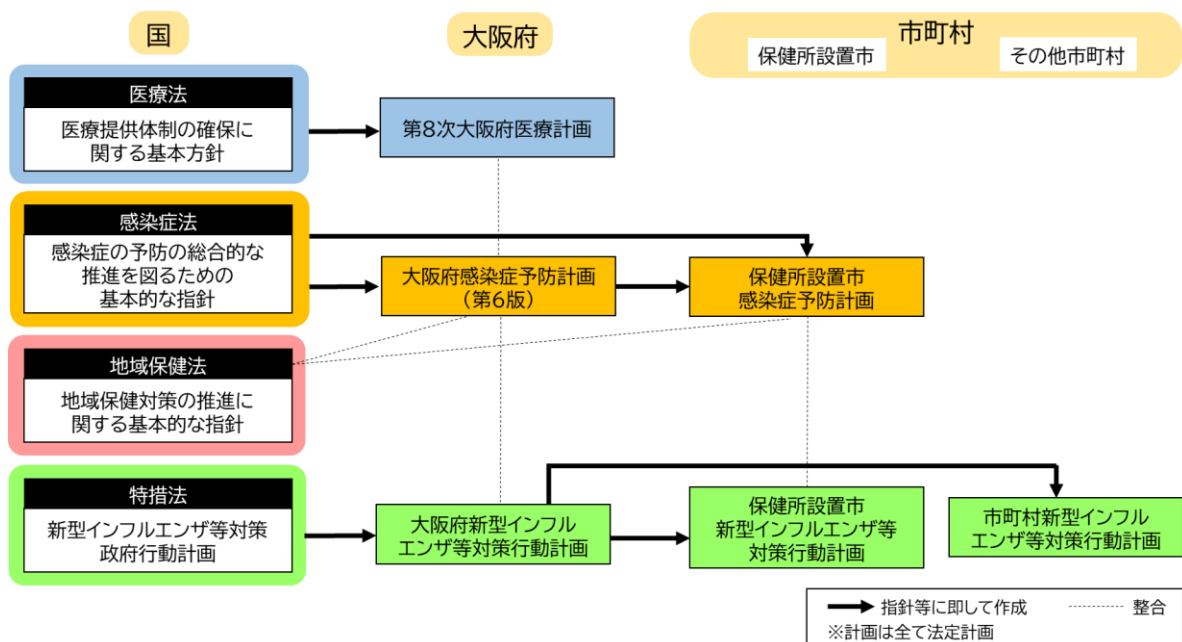 国
大阪府
市町村
保健所設置市
その他市町村
医療法
医療提供体制の確保に
関する基本方針
第8次大阪府医療計画
感染症法
感染症の予防の総合的な
推進を図るための
基本的な指針
大阪府感染症予防計画
（第6版）
保健所設置市
感染症予防計画
地域保健法
地域保健対策の推進に
関する基本的な指針
特措法
新型インフルエンザ等対策
政府行動計画
大阪府新型インフル
エンザ等対策行動計画
保健所設置市
新型インフルエンザ等
対策行動計画
市町村新型インフル
エンザ等対策行動計画
指針等に即して作成
整合
※計画は全て法定計画